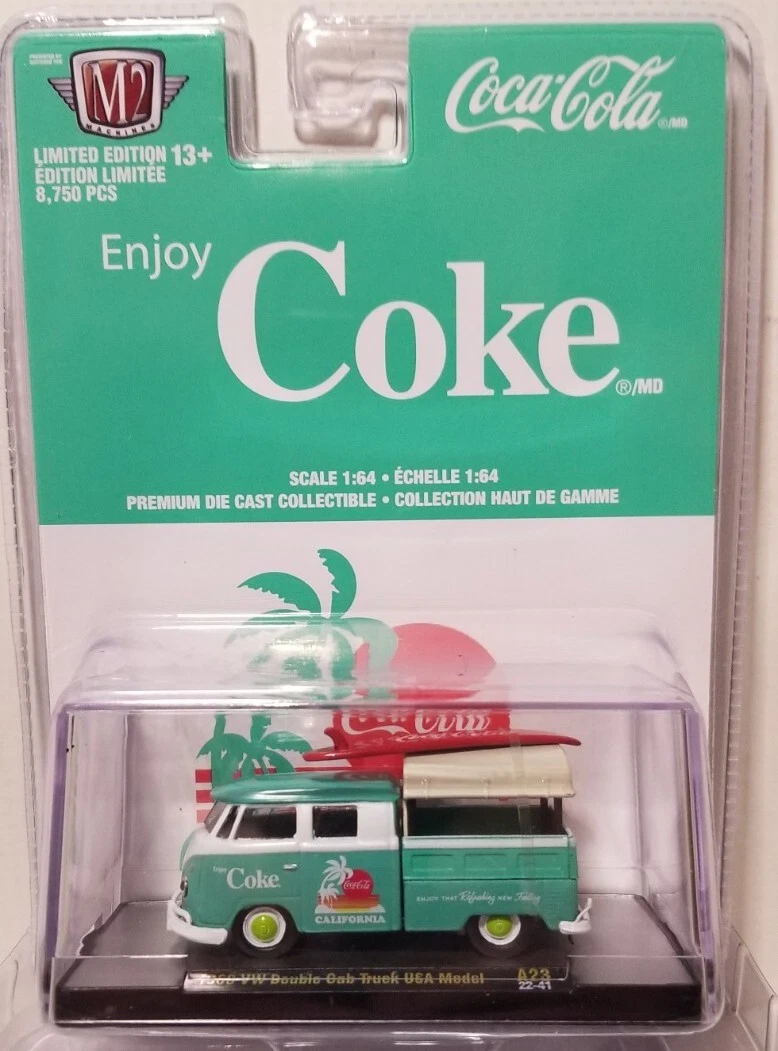 M2
MACHINES
LIMITED EDITION 13+
ÉDITION LIMITÉE
8,750 PCS
Coca-Cola ®/MD
Enjoy
Coke ®/MD
SCALE 1:64 • ÉCHELLE 1:64
PREMIUM DIE CAST COLLECTIBLE • COLLECTION HAUT DE GAMME
Coca-Cola
Enjoy
Coke
Coca-Cola
CALIFORNIA
ENJOY THAT Refreshing NEW Feeling
VW Double Cab Truck USA Model
A23
22-41